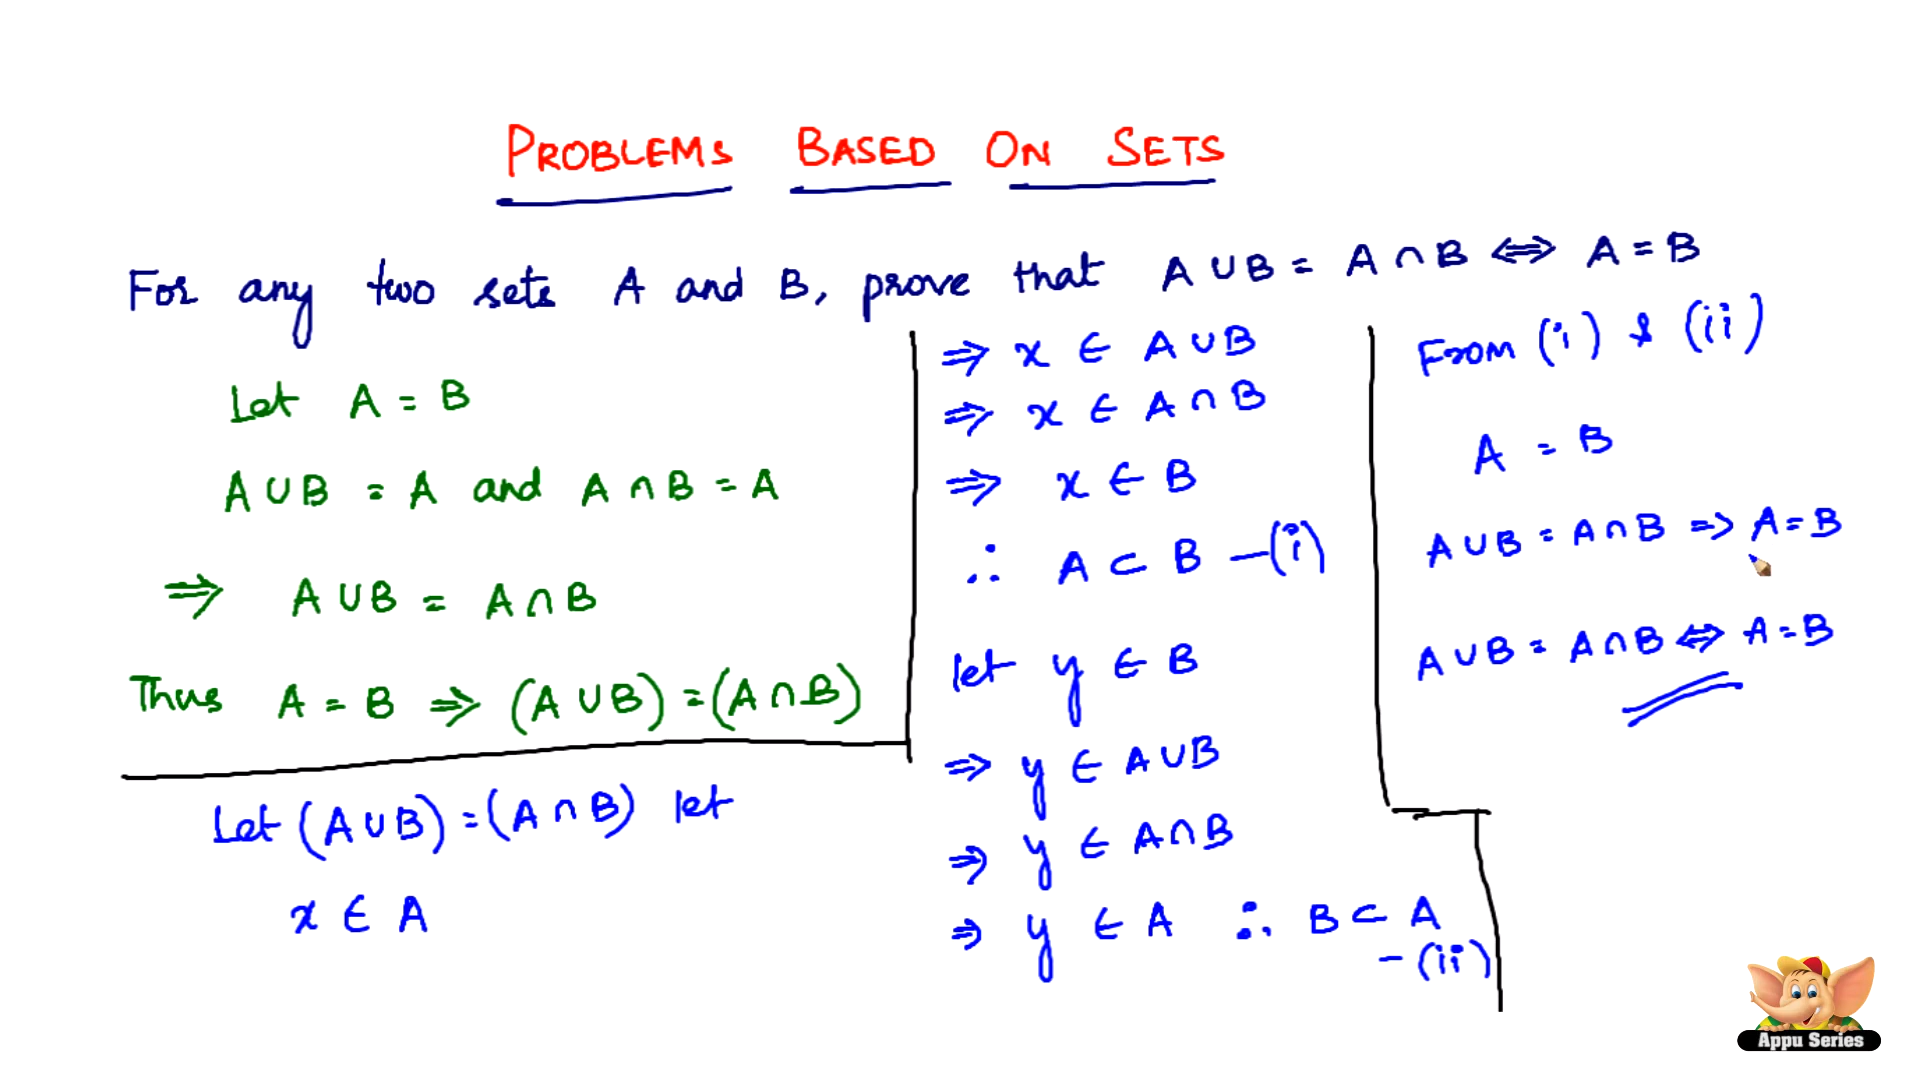 PROBLEMS BASED ON SETS
For any two sets A and B, prove that A ∪ B = A ∩ B ⇔ A = B
Let A = B
A ∪ B = A and A ∩ B = A
⇒ A ∪ B = A ∩ B
Thus A = B ⇒ (A ∪ B) = (A ∩ B)
Let (A ∪ B) = (A ∩ B) let
x ∈ A
⇒ x ∈ A ∪ B
⇒ x ∈ A ∩ B
⇒ x ∈ B
∴ A ⊂ B – (i)
let y ∈ B
⇒ y ∈ A ∪ B
⇒ y ∈ A ∩ B
⇒ y ∈ A ∴ B ⊂ A
– (ii)
From (i) & (ii)
A = B
A ∪ B = A ∩ B ⇒ A = B
A ∪ B = A ∩ B ⇔ A = B
Appu Series